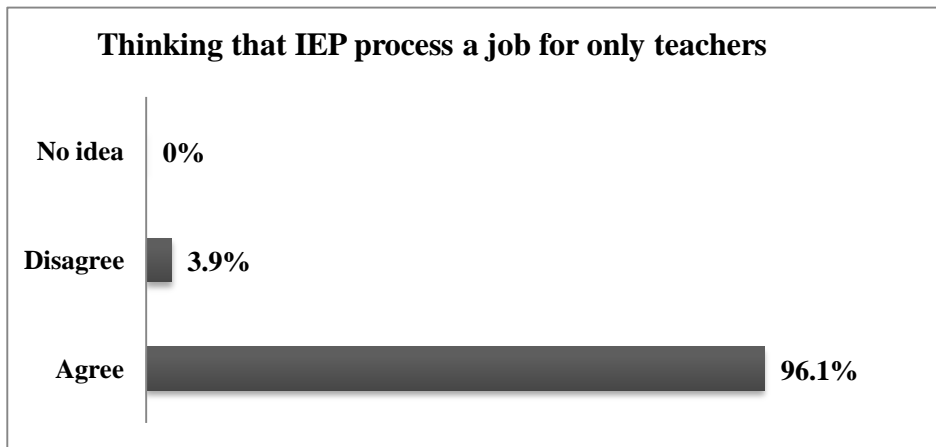 Thinking that IEP process a job for only teachers
No idea 0%
Disagree 3.9%
Agree 96.1%